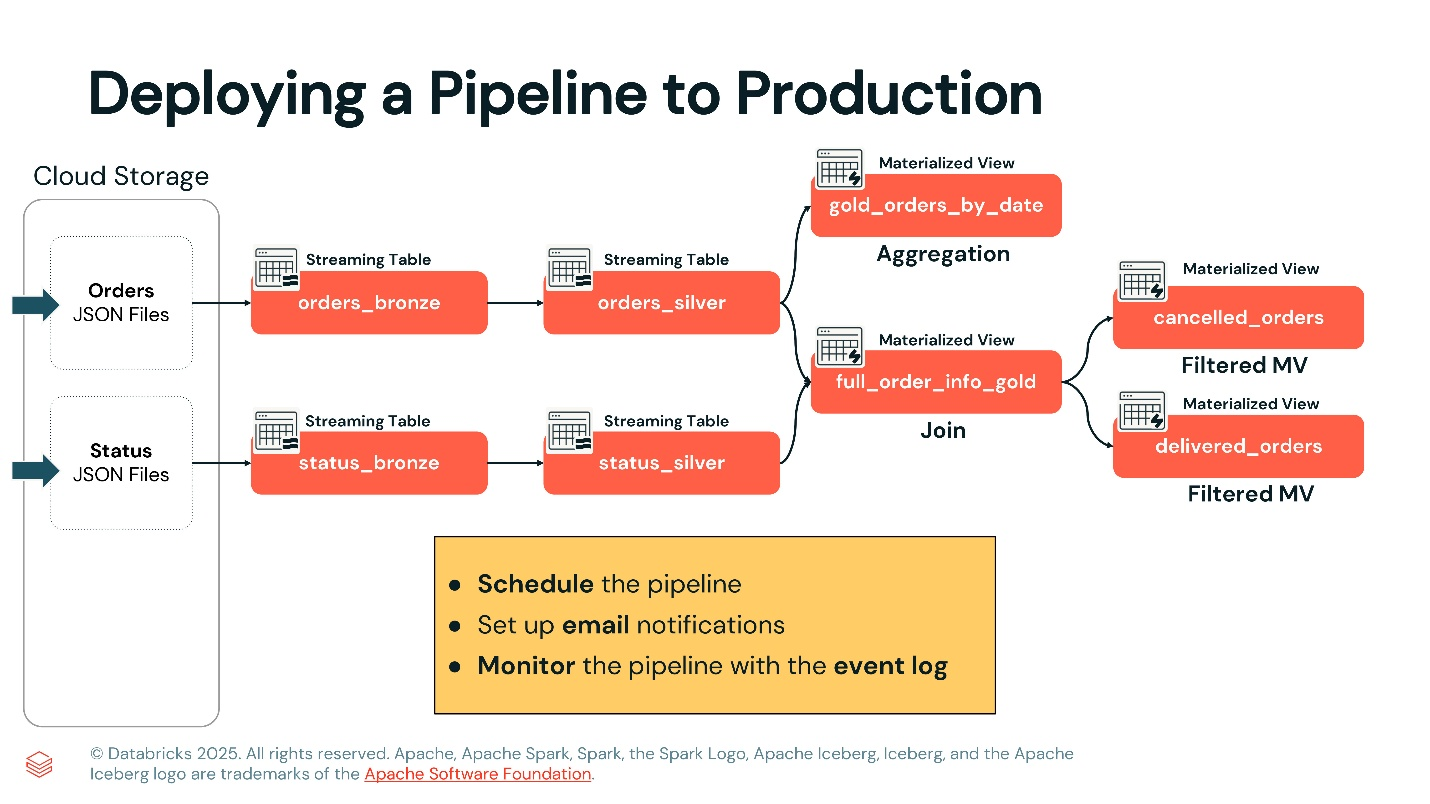 Deploying a Pipeline to Production
Cloud Storage
Orders
JSON Files
Status
JSON Files
Streaming Table
orders_bronze
Streaming Table
orders_silver
Streaming Table
status_bronze
Streaming Table
status_silver
Materialized View
gold_orders_by_date
Aggregation
Materialized View
full_order_info_gold
Join
Materialized View
cancelled_orders
Filtered MV
Materialized View
delivered_orders
Filtered MV
● Schedule the pipeline
● Set up email notifications
● Monitor the pipeline with the event log
© Databricks 2025. All rights reserved. Apache, Apache Spark, Spark, the Spark Logo, Apache Iceberg, Iceberg, and the Apache
Iceberg logo are trademarks of the Apache Software Foundation.